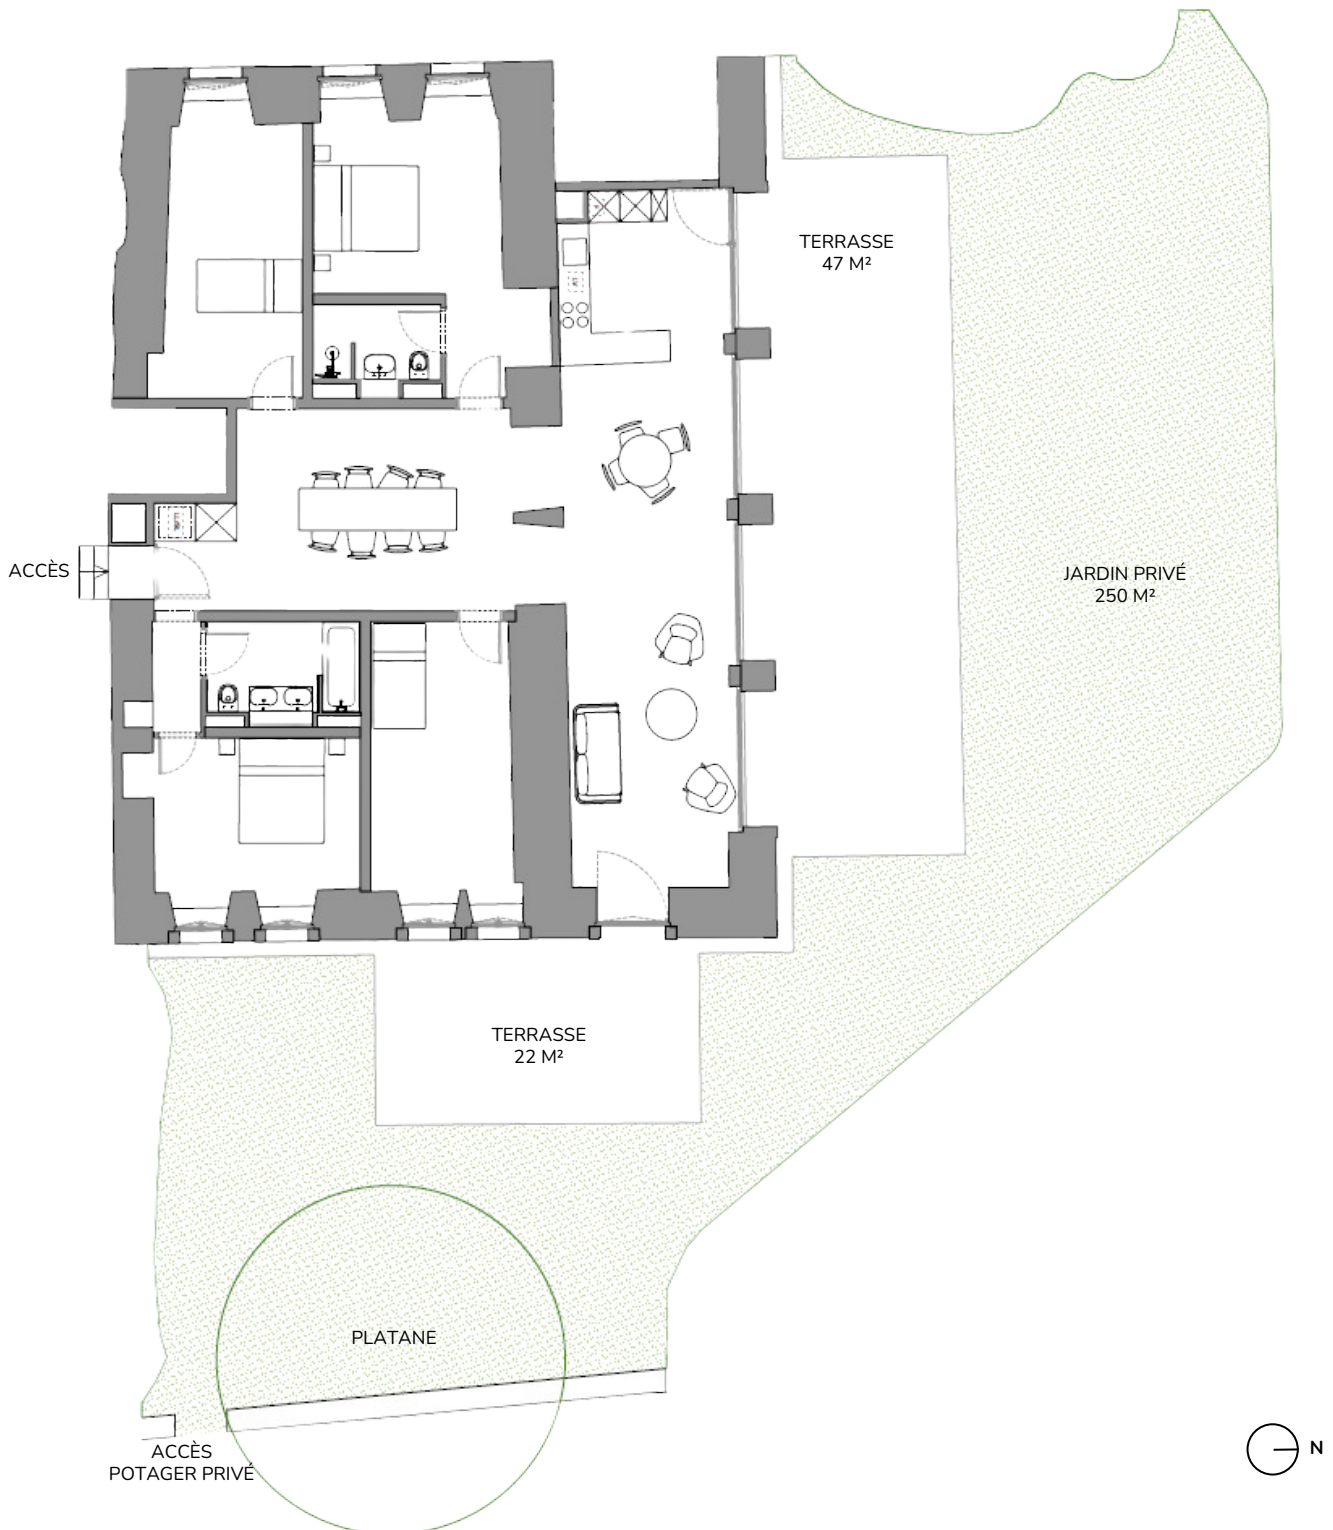 TERRASSE
47 M²
ACCÈS
JARDIN PRIVÉ
250 M²
TERRASSE
22 M²
PLATANE
ACCÈS
POTAGER PRIVÉ
N